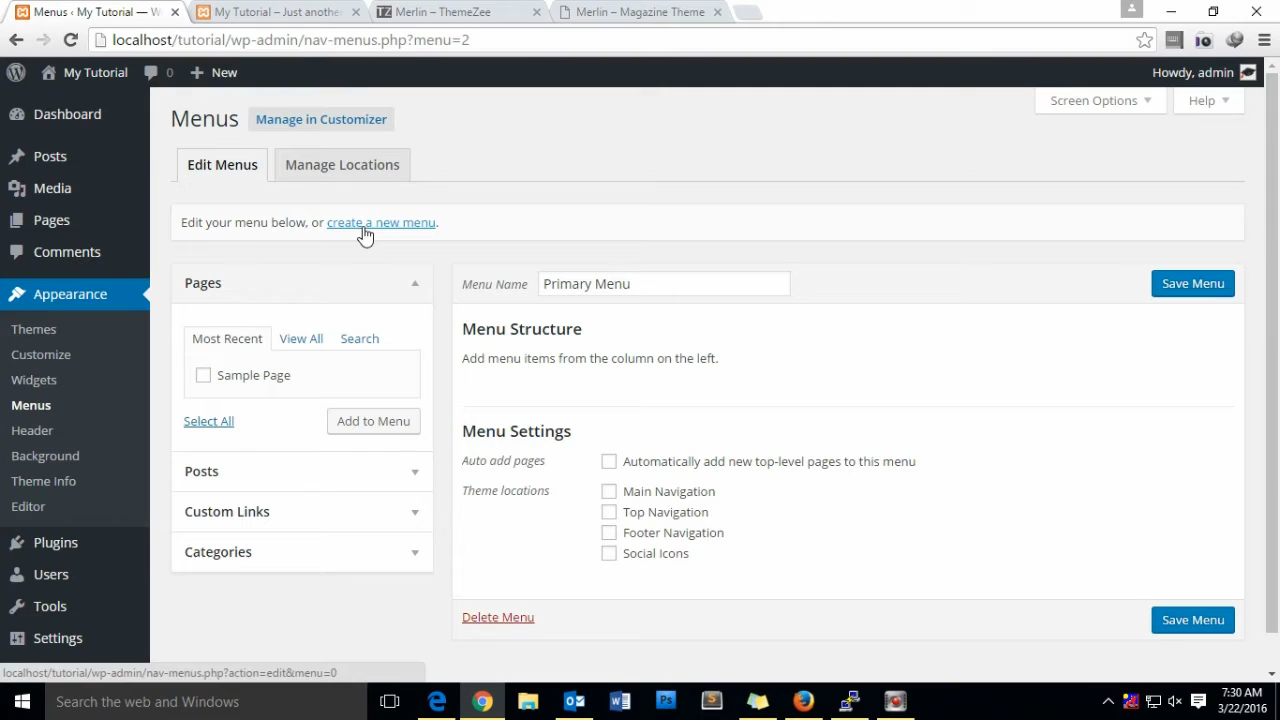 Menus ‹ My Tutorial — W
My Tutorial – Just anothe
TZ Merlin – ThemeZee
Merlin – Magazine Theme
localhost/tutorial/wp-admin/nav-menus.php?menu=2
My Tutorial
0
New
Howdy, admin
Dashboard
Posts
Media
Pages
Comments
Appearance
Themes
Customize
Widgets
Menus
Header
Background
Theme Info
Editor
Plugins
Users
Tools
Settings
Menus
Manage in Customizer
Screen Options
Help
Edit Menus
Manage Locations
Edit your menu below, or create a new menu.
Pages
Most Recent
View All
Search
Sample Page
Select All
Add to Menu
Posts
Custom Links
Categories
Menu Name
Primary Menu
Save Menu
Menu Structure
Add menu items from the column on the left.
Menu Settings
Auto add pages
Automatically add new top-level pages to this menu
Theme locations
Main Navigation
Top Navigation
Footer Navigation
Social Icons
Delete Menu
Save Menu
localhost/tutorial/wp-admin/nav-menus.php?action=edit&menu=0
Search the web and Windows
7:30 AM
3/22/2016